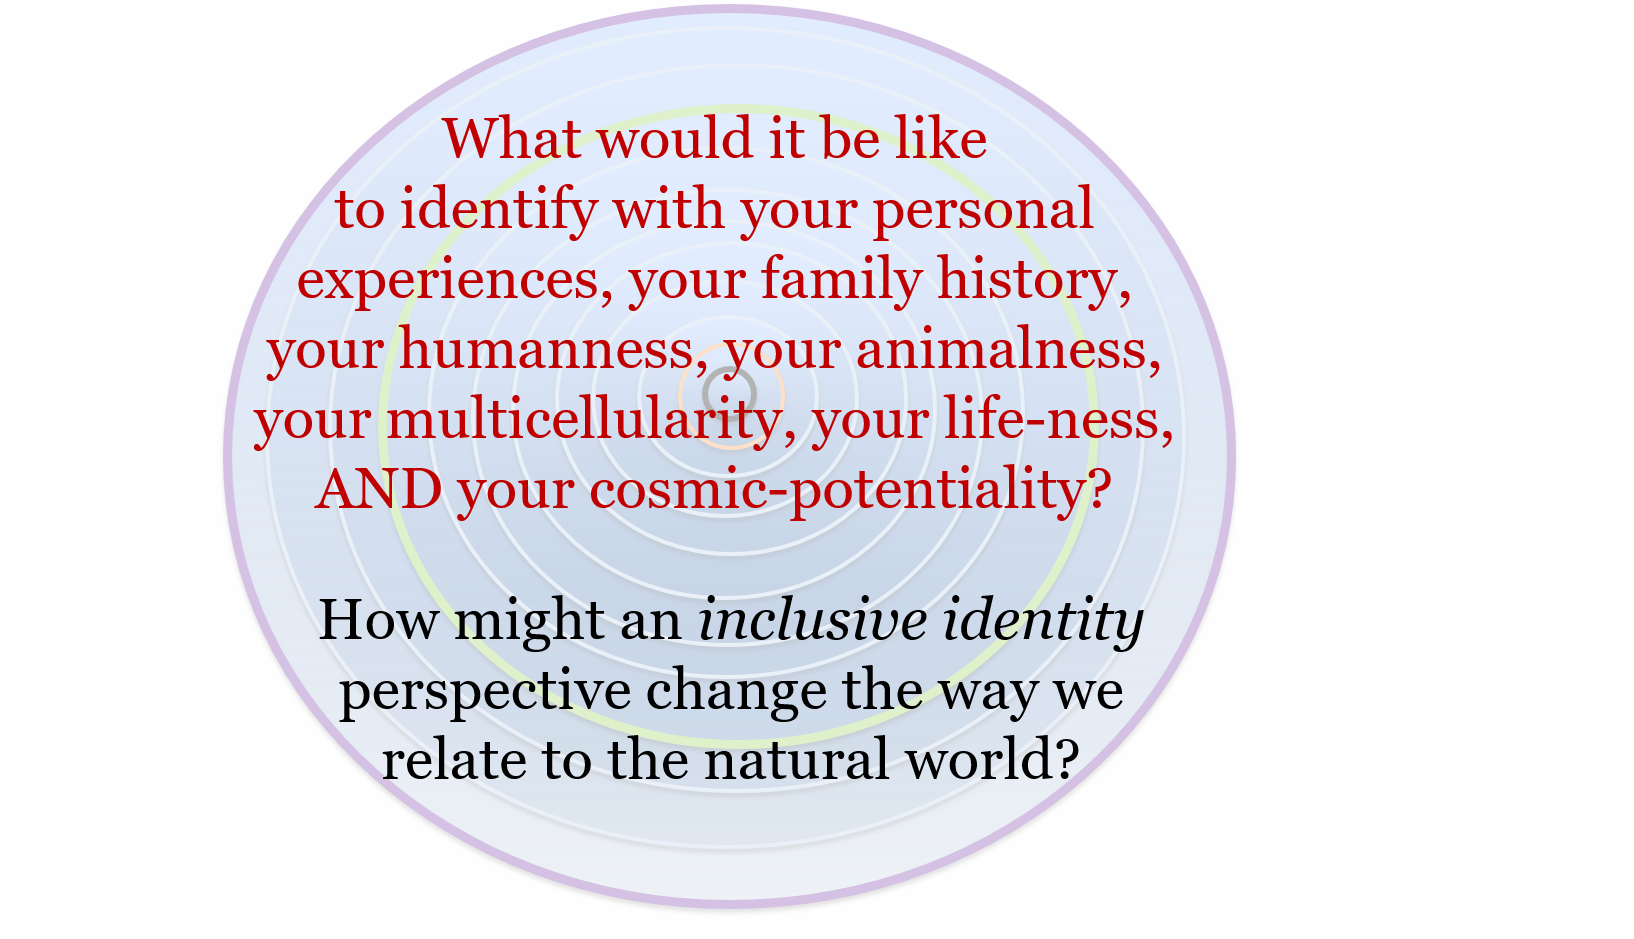 What would it be like
to identify with your personal
experiences, your family history,
your humanness, your animalness,
your multicellularity, your life-ness,
AND your cosmic-potentiality?
How might an inclusive identity
perspective change the way we
relate to the natural world?